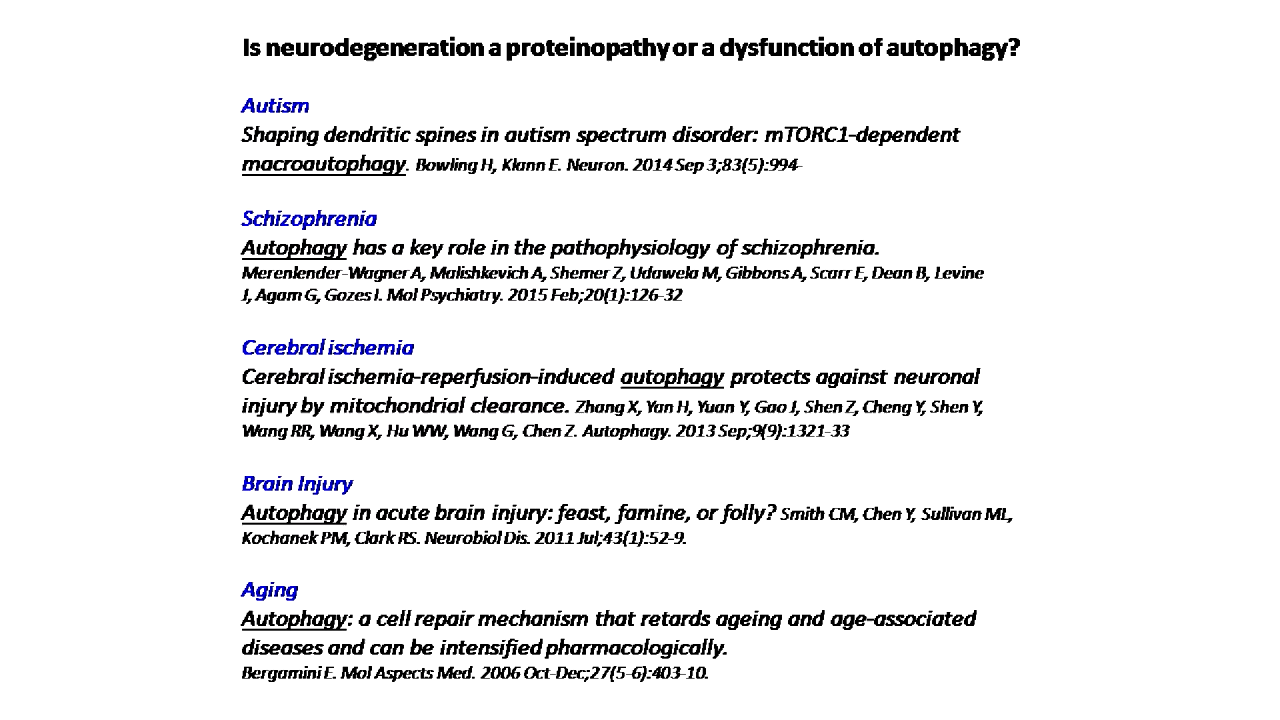 Is neurodegeneration a proteinopathy or a dysfunction of autophagy?
Autism
Shaping dendritic spines in autism spectrum disorder: mTORC1-dependent
macroautophagy. Bowling H, Klann E. Neuron. 2014 Sep 3;83(5):994-
Schizophrenia
Autophagy has a key role in the pathophysiology of schizophrenia.
Merenlender-Wagner A, Malishkevich A, Shemer Z, Udawela M, Gibbons A, Scarr E, Dean B, Levine
J, Agam G, Gozes I. Mol Psychiatry. 2015 Feb;20(1):126-32
Cerebral ischemia
Cerebral ischemia-reperfusion-induced autophagy protects against neuronal
injury by mitochondrial clearance. Zhang X, Yan H, Yuan Y, Gao J, Shen Z, Cheng Y, Shen Y,
Wang RR, Wang X, Hu WW, Wang G, Chen Z. Autophagy. 2013 Sep;9(9):1321-33
Brain Injury
Autophagy in acute brain injury: feast, famine, or folly? Smith CM, Chen Y, Sullivan ML,
Kochanek PM, Clark RS. Neurobiol Dis. 2011 Jul;43(1):52-9.
Aging
Autophagy: a cell repair mechanism that retards ageing and age-associated
diseases and can be intensified pharmacologically.
Bergamini E. Mol Aspects Med. 2006 Oct-Dec;27(5-6):403-10.